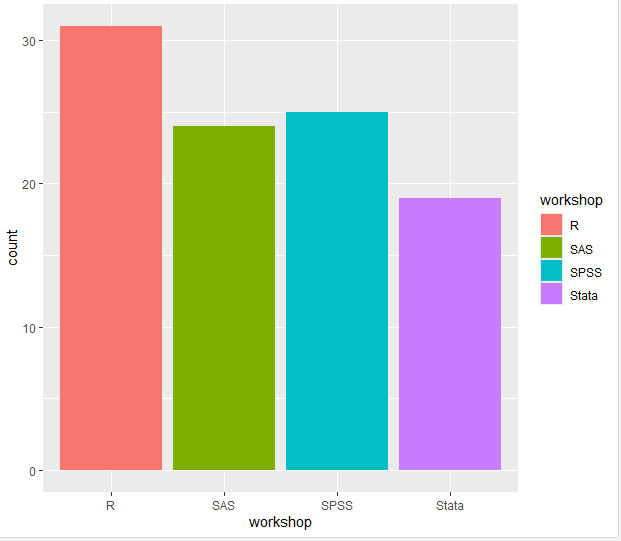 30
20
10
0
count
R
SAS
SPSS
Stata
workshop
workshop
R
SAS
SPSS
Stata